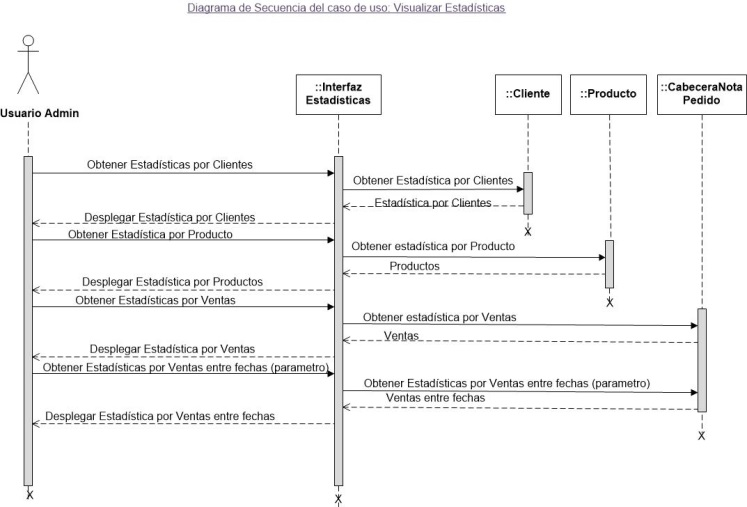 Diagrama de Secuencia del caso de uso: Visualizar Estadísticas
Usuario Admin
::Interfaz
Estadisticas
::Cliente
::Producto
::CabeceraNota
Pedido
Obtener Estadísticas por Clientes
Obtener Estadística por Clientes
Estadística por Clientes
Desplegar Estadística por Clientes
Obtener Estadística por Producto
Obtener estadística por Producto
Productos
Desplegar Estadística por Productos
Obtener Estadísticas por Ventas
Obtener estadística por Ventas
Ventas
Desplegar Estadística por Ventas
Obtener Estadísticas por Ventas entre fechas (parametro)
Obtener Estadísticas por Ventas entre fechas (parametro)
Ventas entre fechas
Desplegar Estadística por Ventas entre fechas
X
X
X
X
X